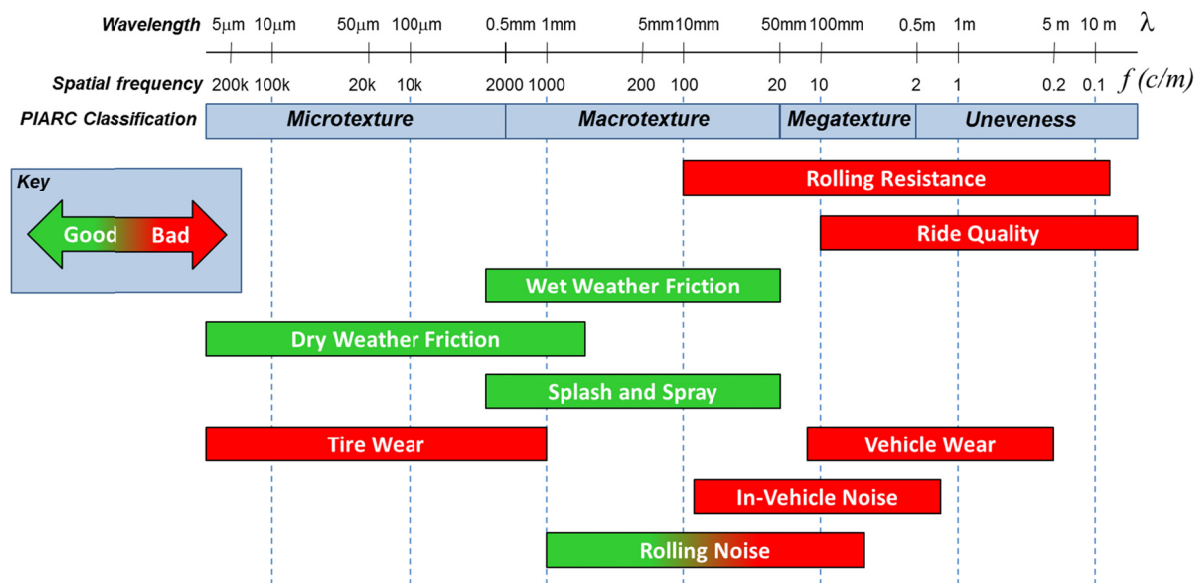 Wavelength 5μm 10μm 50μm 100μm 0.5mm 1mm 5mm 10mm 50mm 100mm 0.5m 1m 5 m 10 m λ
Spatial frequency 200k 100k 20k 10k 2000 1000 200 100 20 10 2 1 0.2 0.1 f (c/m)
PIARC Classification Microtexture Macrotexture Megatexture Uneveness
Rolling Resistance
Key
Good Bad
Ride Quality
Wet Weather Friction
Dry Weather Friction
Splash and Spray
Tire Wear Vehicle Wear
In-Vehicle Noise
Rolling Noise